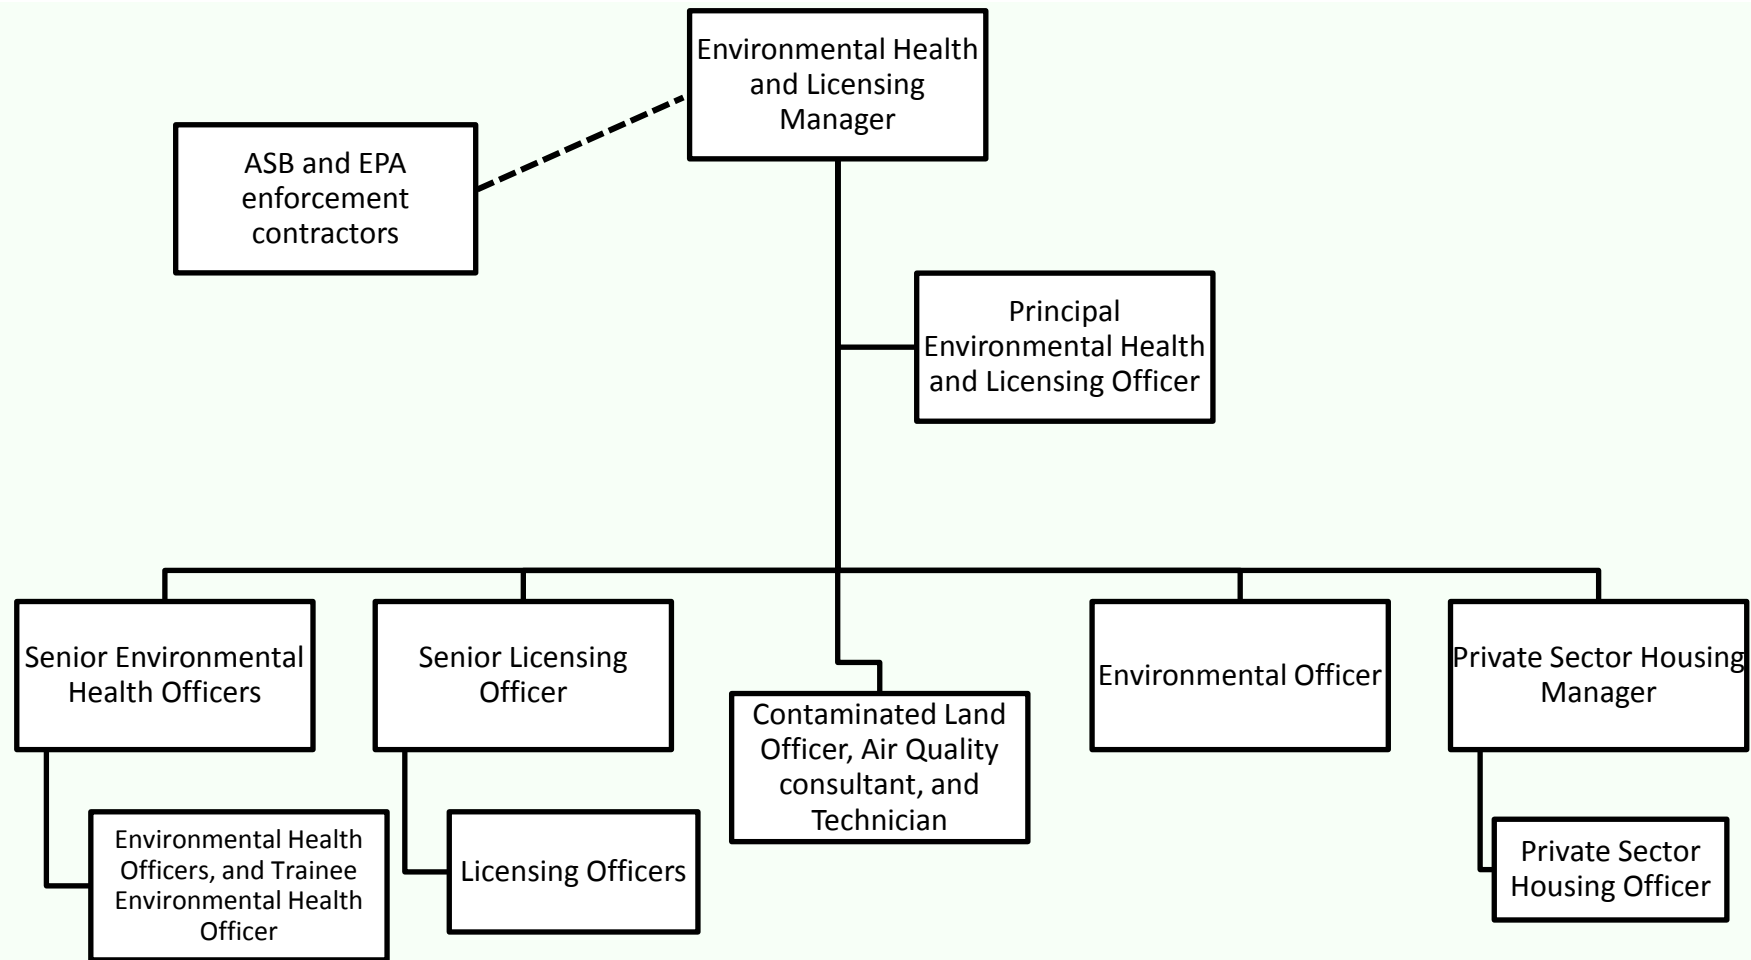 Environmental Health
and Licensing
Manager
ASB and EPA
enforcement
contractors
Principal
Environmental Health
and Licensing Officer
Senior Environmental
Health Officers
Senior Licensing
Officer
Contaminated Land
Officer, Air Quality
consultant, and
Technician
Environmental Officer
Private Sector Housing
Manager
Environmental Health
Officers, and Trainee
Environmental Health
Officer
Licensing Officers
Private Sector
Housing Officer